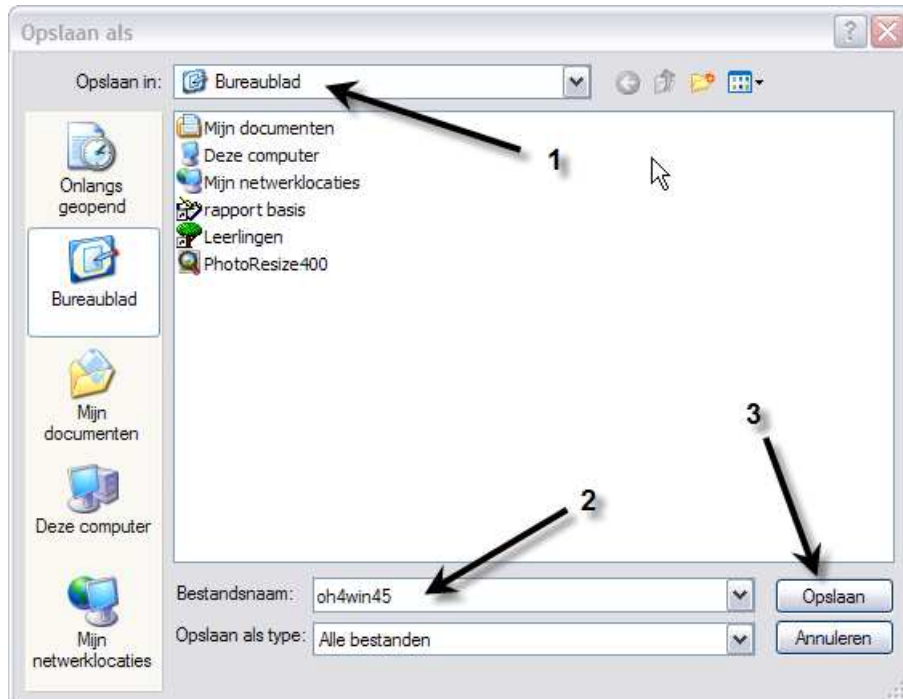 Opslaan als
Opslaan in:
Bureaublad
Onlangs
geopend
Bureaublad
Mijn
documenten
Deze computer
Mijn
netwerklocaties
Mijn documenten
Deze computer
Mijn netwerklocaties
rapport basis
Leerlingen
PhotoResize400
1
2
3
Bestandsnaam:
oh4win45
Opslaan
Opslaan als type:
Alle bestanden
Annuleren